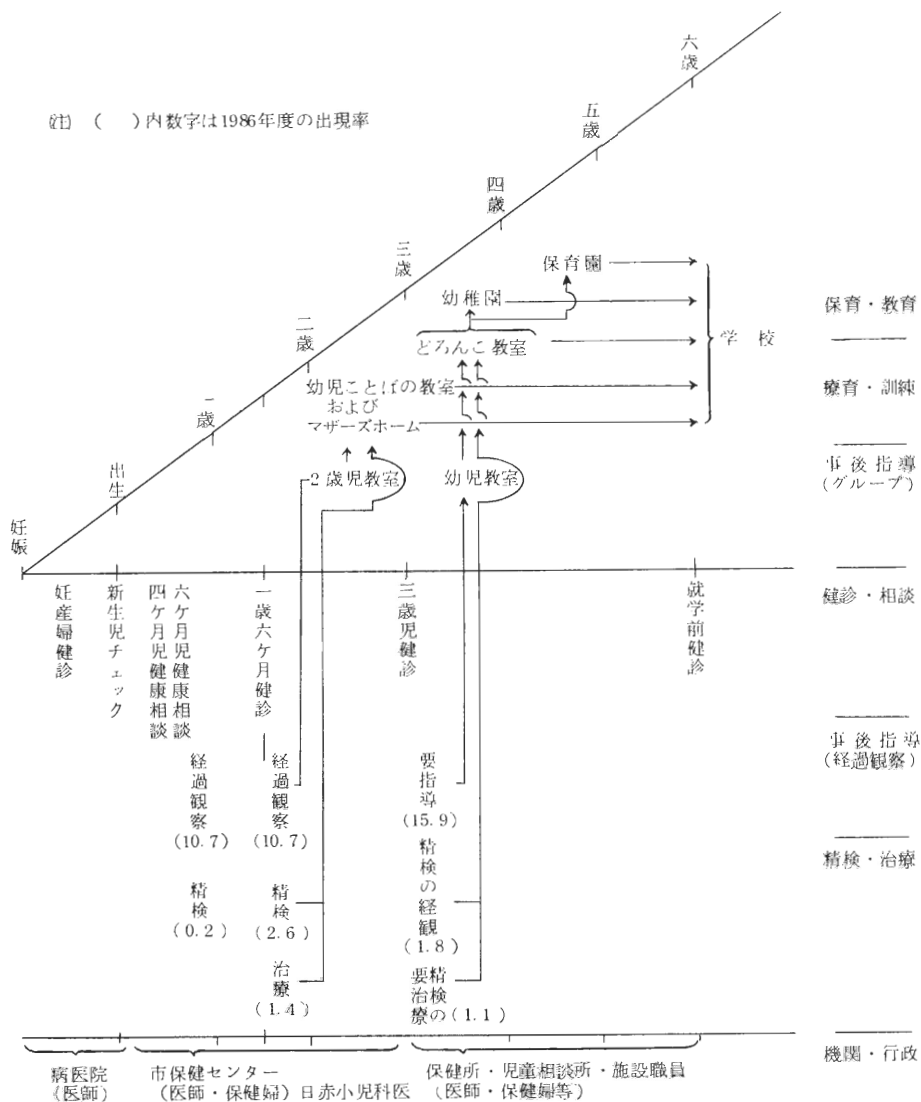 (注) (　)内数字は1986年度の出現率
六歳
五歳
四歳
三歳
二歳
一歳
出生
妊娠
保育園
幼稚園
どろんこ教室
幼児ことばの教室
および
マザーズホーム
2歳児教室
幼児教室
学校
保育・教育
療育・訓練
事後指導
(グループ)
健診・相談
事後指導
(経過観察)
精検・治療
機関・行政
妊産婦健診
新生児チェック
四ケ月児健康相談
六ケ月児健康相談
一歳六ケ月健診
三歳児健診
就学前健診
経過観察
(10.7)
経過観察
(10.7)
要指導
(15.9)
精検
(0.2)
精検
(2.6)
精検の経観
(1.8)
治療
(1.4)
精検の
要治療
(1.1)
病医院
(医師)
市保健センター
(医師・保健婦)日赤小児科医
保健所・児童相談所・施設職員
(医師・保健婦等)